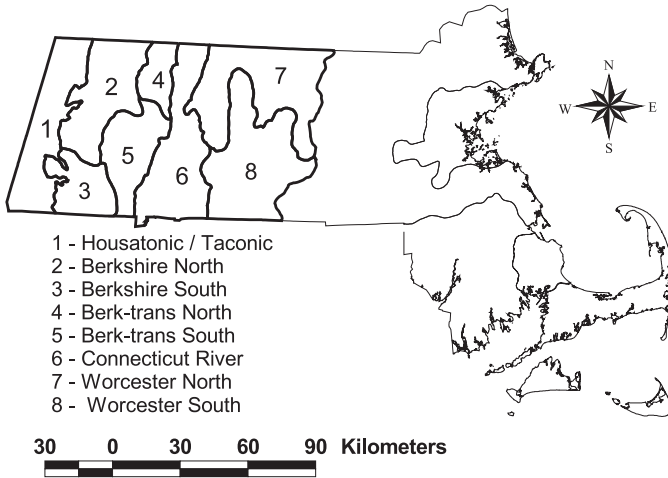 N
W E
S
1 2 4 7
5 6 8
3
1 - Housatonic / Taconic
2 - Berkshire North
3 - Berkshire South
4 - Berk-trans North
5 - Berk-trans South
6 - Connecticut River
7 - Worcester North
8 - Worcester South
30 0 30 60 90 Kilometers